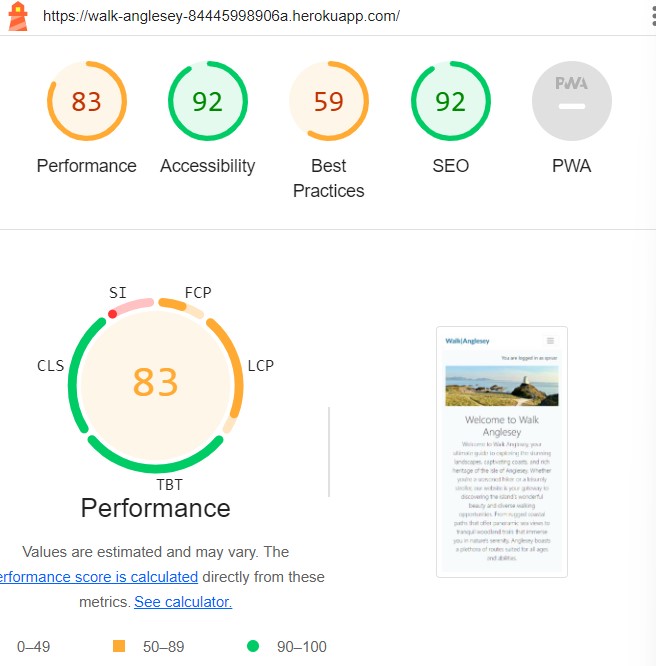 https://walk-anglesey-84445998906a.herokuapp.com/
83
92
59
92
PWA
Performance
Accessibility
Best
Practices
SEO
PWA
SI
FCP
CLS
LCP
83
TBT
Performance
Values are estimated and may vary. The
erformance score is calculated directly from these
metrics. See calculator.
0–49
50–89
90–100
Walk|Anglesey
You are logged in as
Welcome to Walk
Anglesey
Welcome to Walk Anglesey your
ultimate guide to exploring the stunning
landscapes, captivating coasts, and rich
heritage of the Isle of Anglesey. Whether
you're a seasoned hiker or a leisurely
stroller, our website is your gateway to
discovering the island's wonderful
beauty and diverse walking
opportunities. From rugged coastal
paths that offer panoramic sea views to
tranquil woodland trails that immerse
you in nature's serenity, Anglesey boasts
a plethora of routes suited for all ages
and abilities.